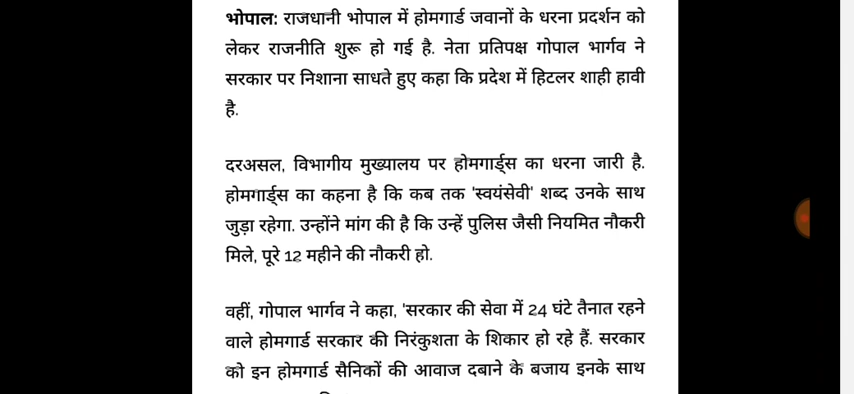 भोपाल: राजधानी भोपाल में होमगार्ड जवानों के धरना प्रदर्शन को
लेकर राजनीति शुरू हो गई है. नेता प्रतिपक्ष गोपाल भार्गव ने
सरकार पर निशाना साधते हुए कहा कि प्रदेश में हिटलर शाही हावी
है.
दरअसल, विभागीय मुख्यालय पर होमगार्ड्स का धरना जारी है.
होमगार्ड्स का कहना है कि कब तक 'स्वयंसेवी' शब्द उनके साथ
जुड़ा रहेगा. उन्होंने मांग की है कि उन्हें पुलिस जैसी नियमित नौकरी
मिले, पूरे 12 महीने की नौकरी हो.
वहीं, गोपाल भार्गव ने कहा, 'सरकार की सेवा में 24 घंटे तैनात रहने
वाले होमगार्ड सरकार की निरंकुशता के शिकार हो रहे हैं. सरकार
को इन होमगार्ड सैनिकों की आवाज दबाने के बजाय इनके साथ